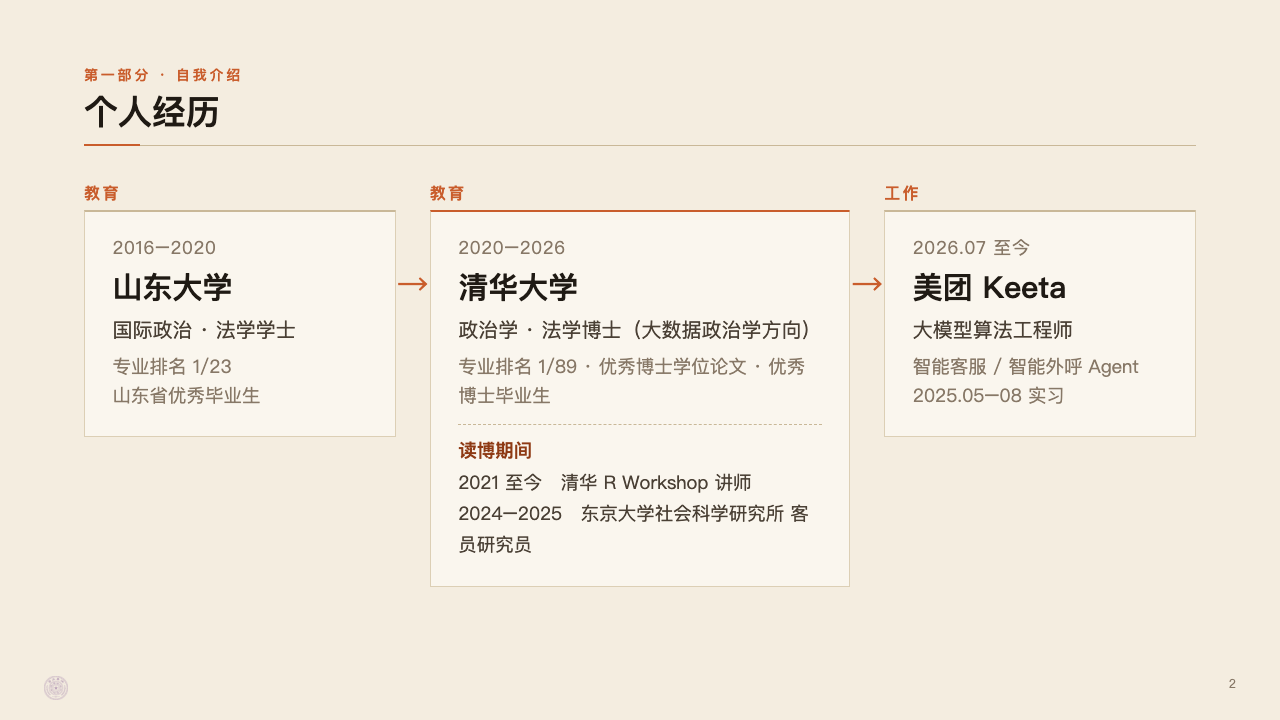 第一部分 · 自我介绍
个人经历
教育
2016—2020
山东大学
国际政治 · 法学学士
专业排名 1/23
山东省优秀毕业生
→
教育
2020—2026
清华大学
政治学 · 法学博士（大数据政治学方向）
专业排名 1/89 · 优秀博士学位论文 · 优秀
博士毕业生
读博期间
2021 至今　清华 R Workshop 讲师
2024—2025　东京大学社会科学研究所 客
员研究员
→
工作
2026.07 至今
美团 Keeta
大模型算法工程师
智能客服 / 智能外呼 Agent
2025.05—08 实习
2